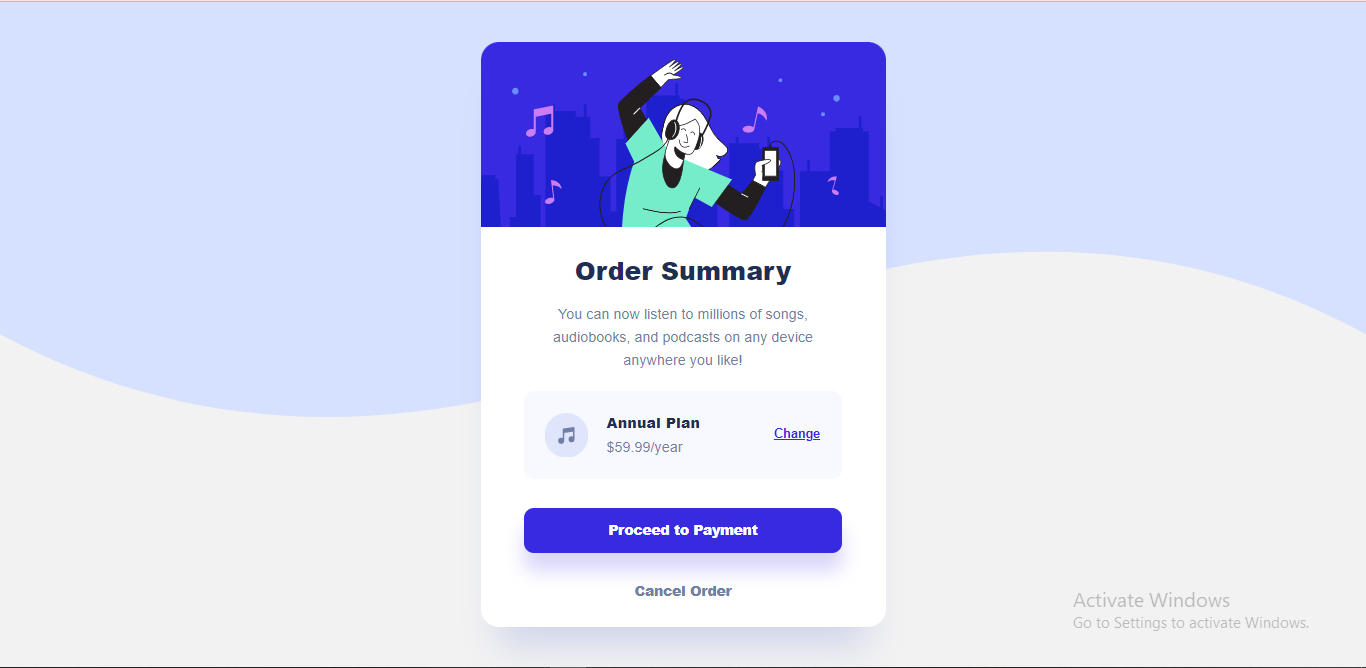 Order Summary
You can now listen to millions of songs,
audiobooks, and podcasts on any device
anywhere you like!
Annual Plan
$59.99/year
Change
Proceed to Payment
Cancel Order
Activate Windows
Go to Settings to activate Windows.